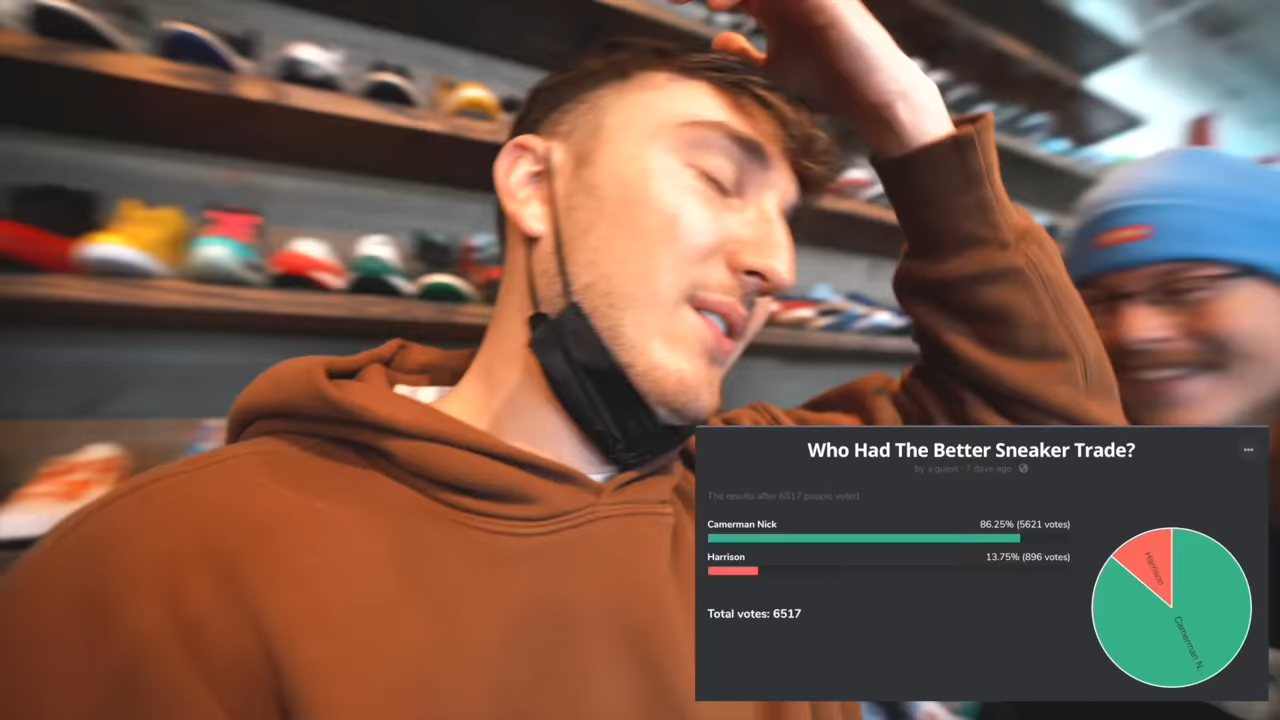 Who Had The Better Sneaker Trade?
by a guest · 7 days ago
The results after 6517 people voted.
Camerman Nick 86.25% (5621 votes)
Harrison 13.75% (896 votes)
Total votes: 6517
Harrison
Camerman N.